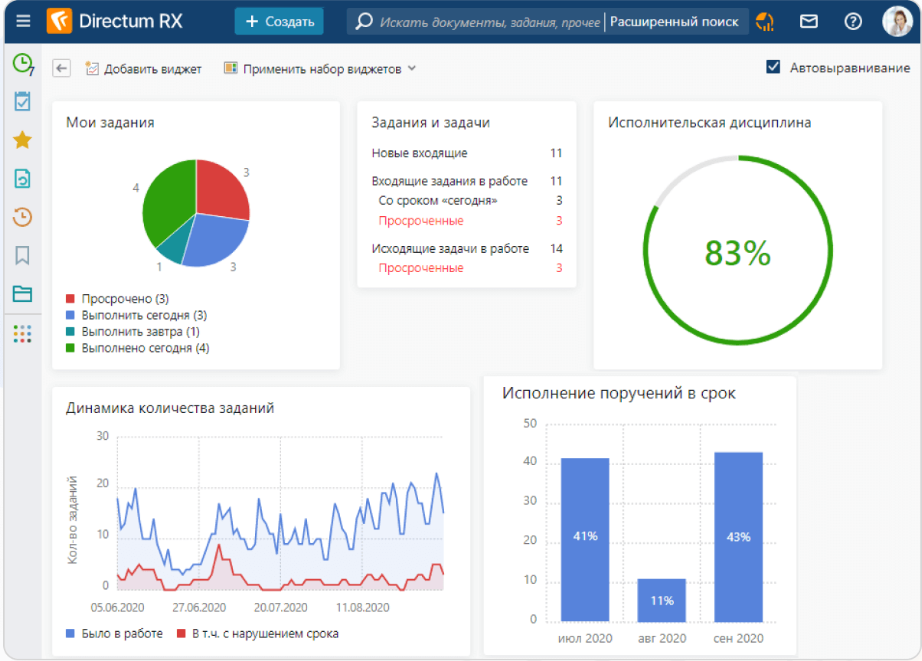 Directum RX
+ Создать
Искать документы, задания, прочее
Расширенный поиск
7
Добавить виджет
Применить набор виджетов
Автовыравнивание
Мои задания
3
4
1
3
Просрочено (3)
Выполнить сегодня (3)
Выполнить завтра (1)
Выполнено сегодня (4)
Задания и задачи
Новые входящие 11
Входящие задания в работе 11
Со сроком «сегодня» 3
Просроченные 3
Исходящие задачи в работе 14
Просроченные 3
Исполнительская дисциплина
83%
Динамика количества заданий
Кол-во заданий
30
20
10
0
05.06.2020 27.06.2020 20.07.2020 11.08.2020
Было в работе В т.ч. с нарушением срока
Исполнение поручений в срок
50
40
30
20
10
0
41% 11% 43%
июл 2020 авг 2020 сен 2020